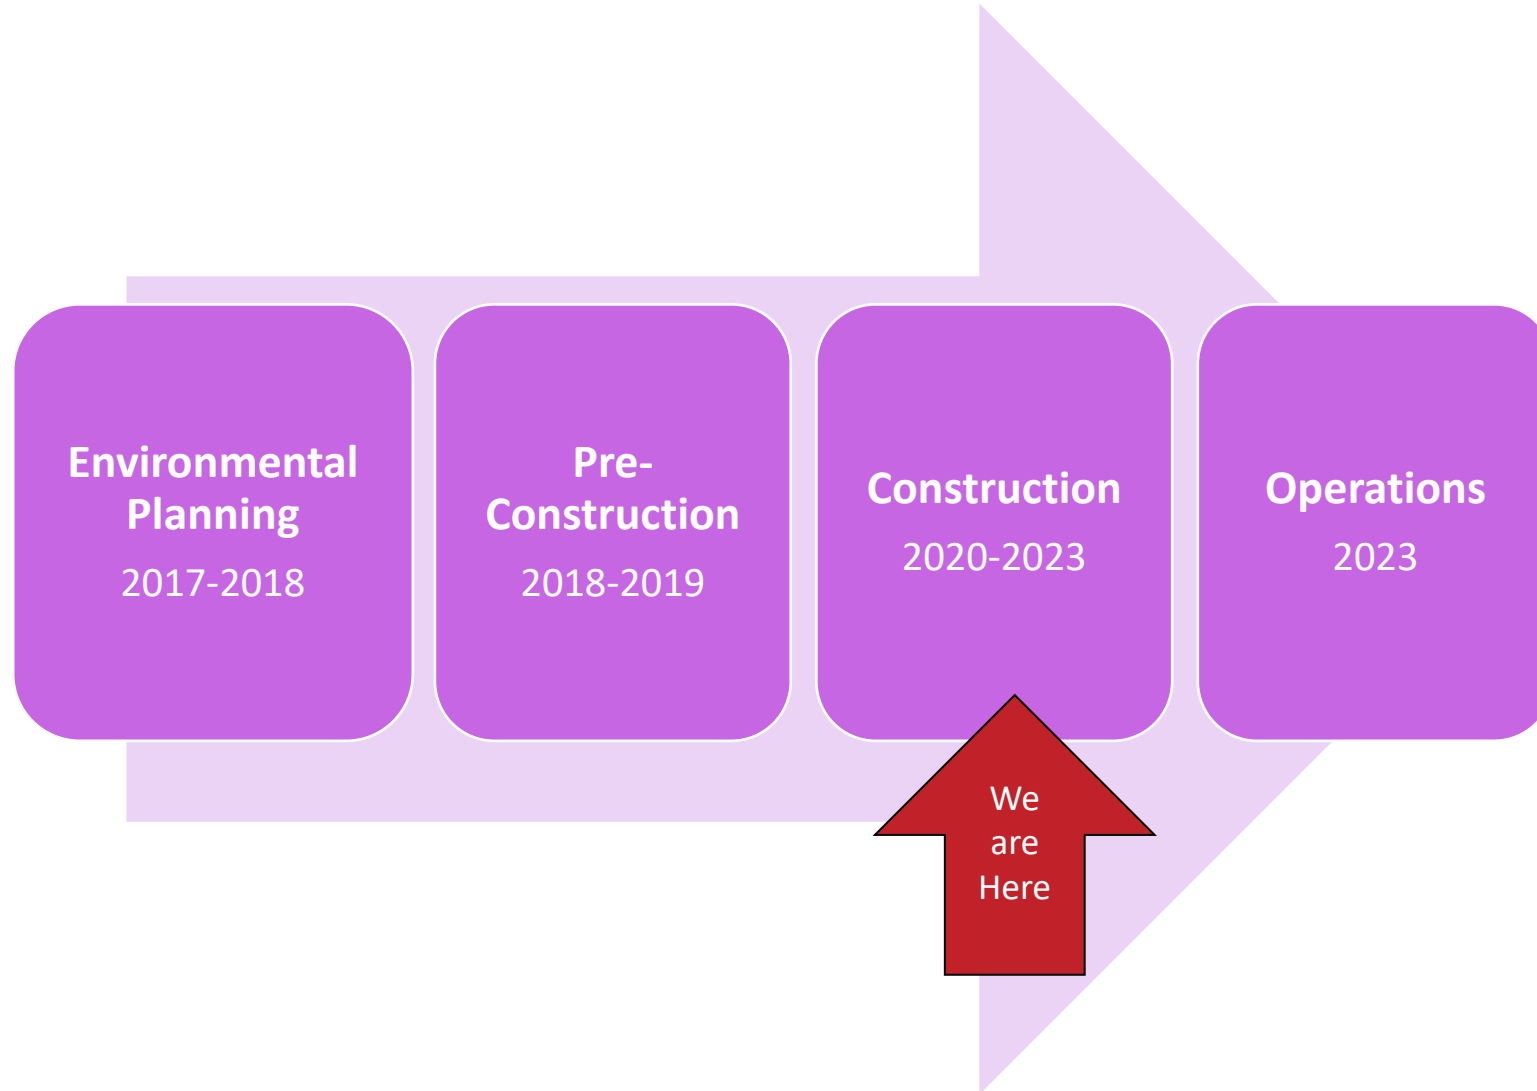 Environmental
Planning
2017-2018
Pre-
Construction
2018-2019
Construction
2020-2023
Operations
2023
We
are
Here